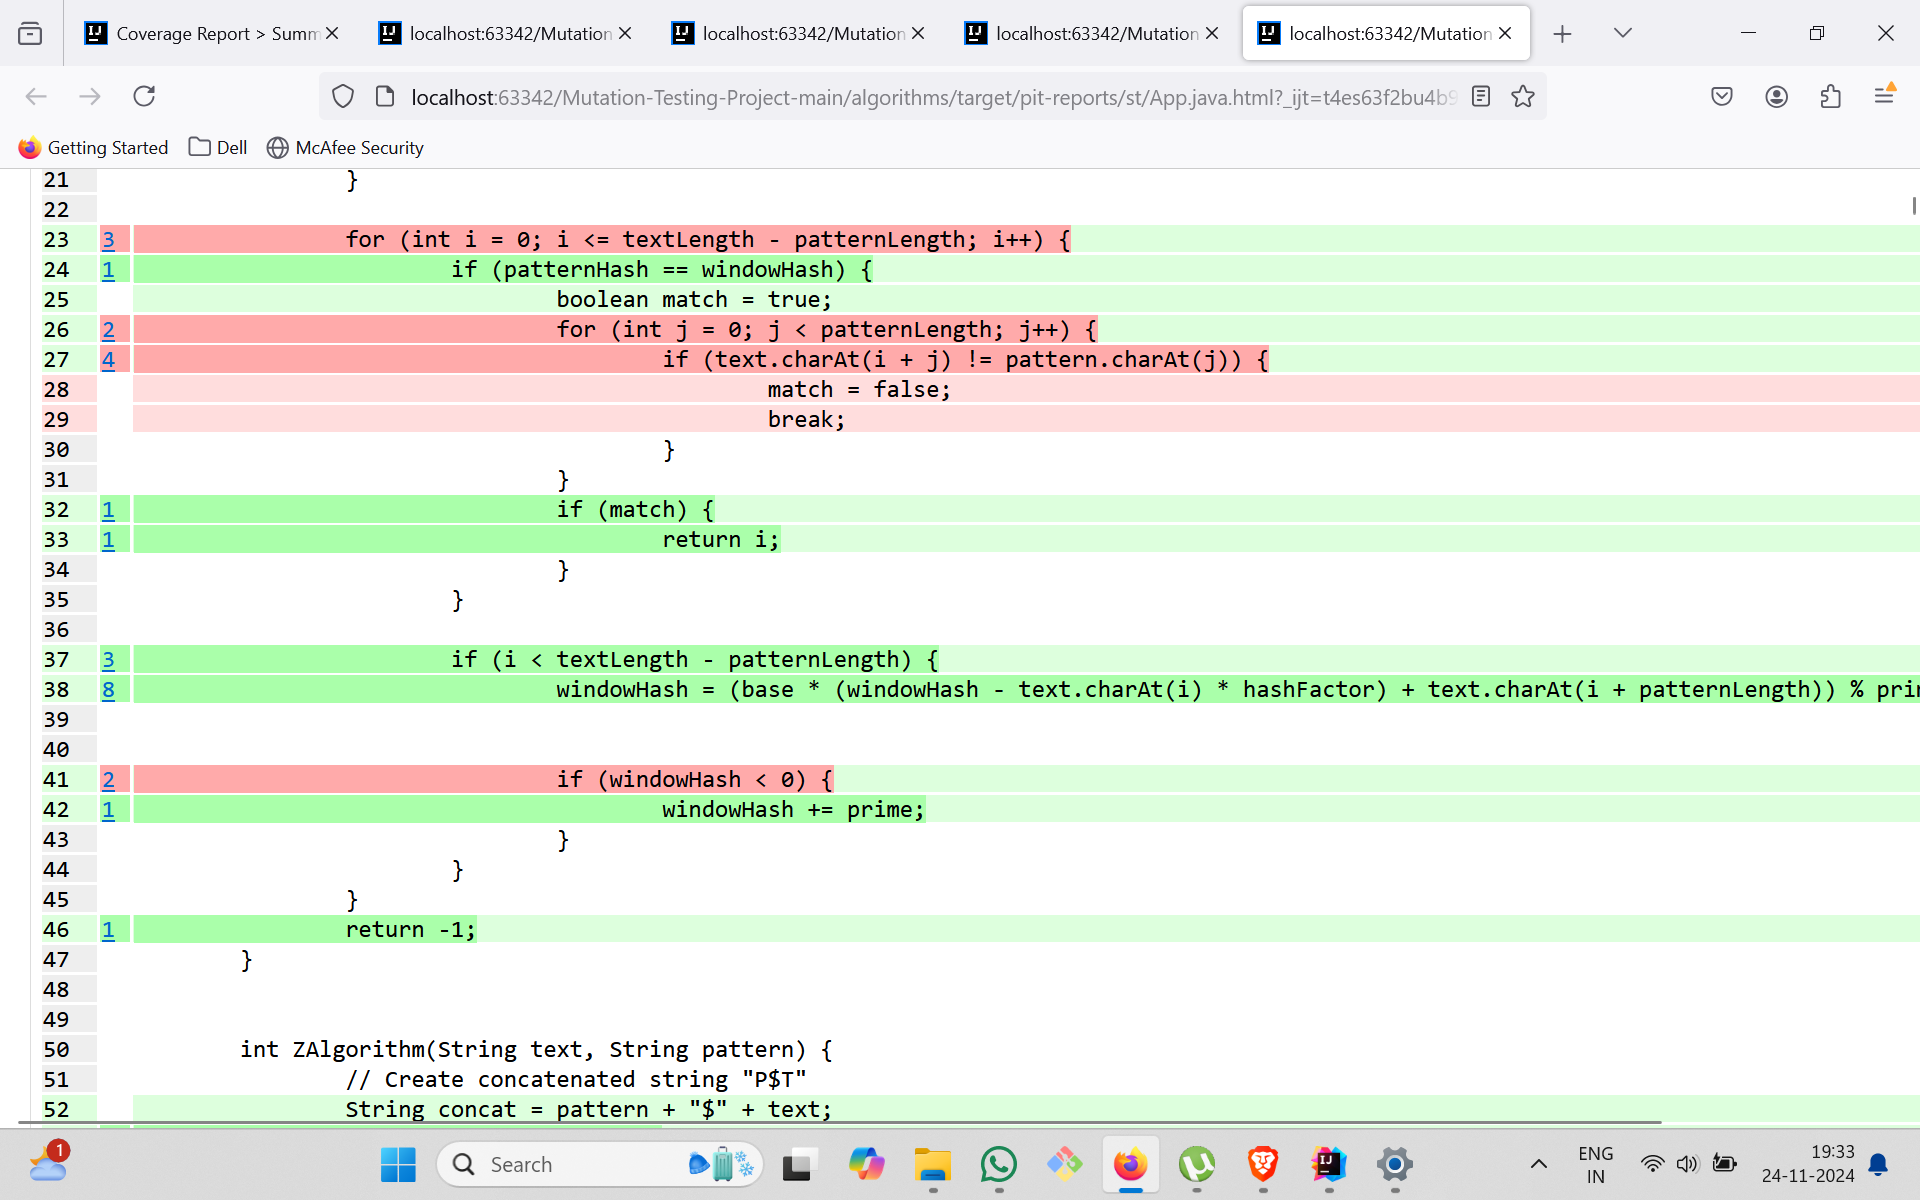 Coverage Report > Summ
localhost:63342/Mutation
localhost:63342/Mutation
localhost:63342/Mutation
localhost:63342/Mutation
localhost:63342/Mutation-Testing-Project-main/algorithms/target/pit-reports/st/App.java.html?_ijt=t4es63f2bu4b9
Getting Started
Dell
McAfee Security
21 }
22
23 3 for (int i = 0; i <= textLength - patternLength; i++) {
24 1 if (patternHash == windowHash) {
25 boolean match = true;
26 2 for (int j = 0; j < patternLength; j++) {
27 4 if (text.charAt(i + j) != pattern.charAt(j)) {
28 match = false;
29 break;
30 }
31 }
32 1 if (match) {
33 1 return i;
34 }
35 }
36
37 3 if (i < textLength - patternLength) {
38 8 windowHash = (base * (windowHash - text.charAt(i) * hashFactor) + text.charAt(i + patternLength)) % pri
39
40
41 2 if (windowHash < 0) {
42 1 windowHash += prime;
43 }
44 }
45 }
46 1 return -1;
47 }
48
49
50 int ZAlgorithm(String text, String pattern) {
51 // Create concatenated string "P$T"
52 String concat = pattern + "$" + text;
1
Search
ENG
IN
19:33
24-11-2024